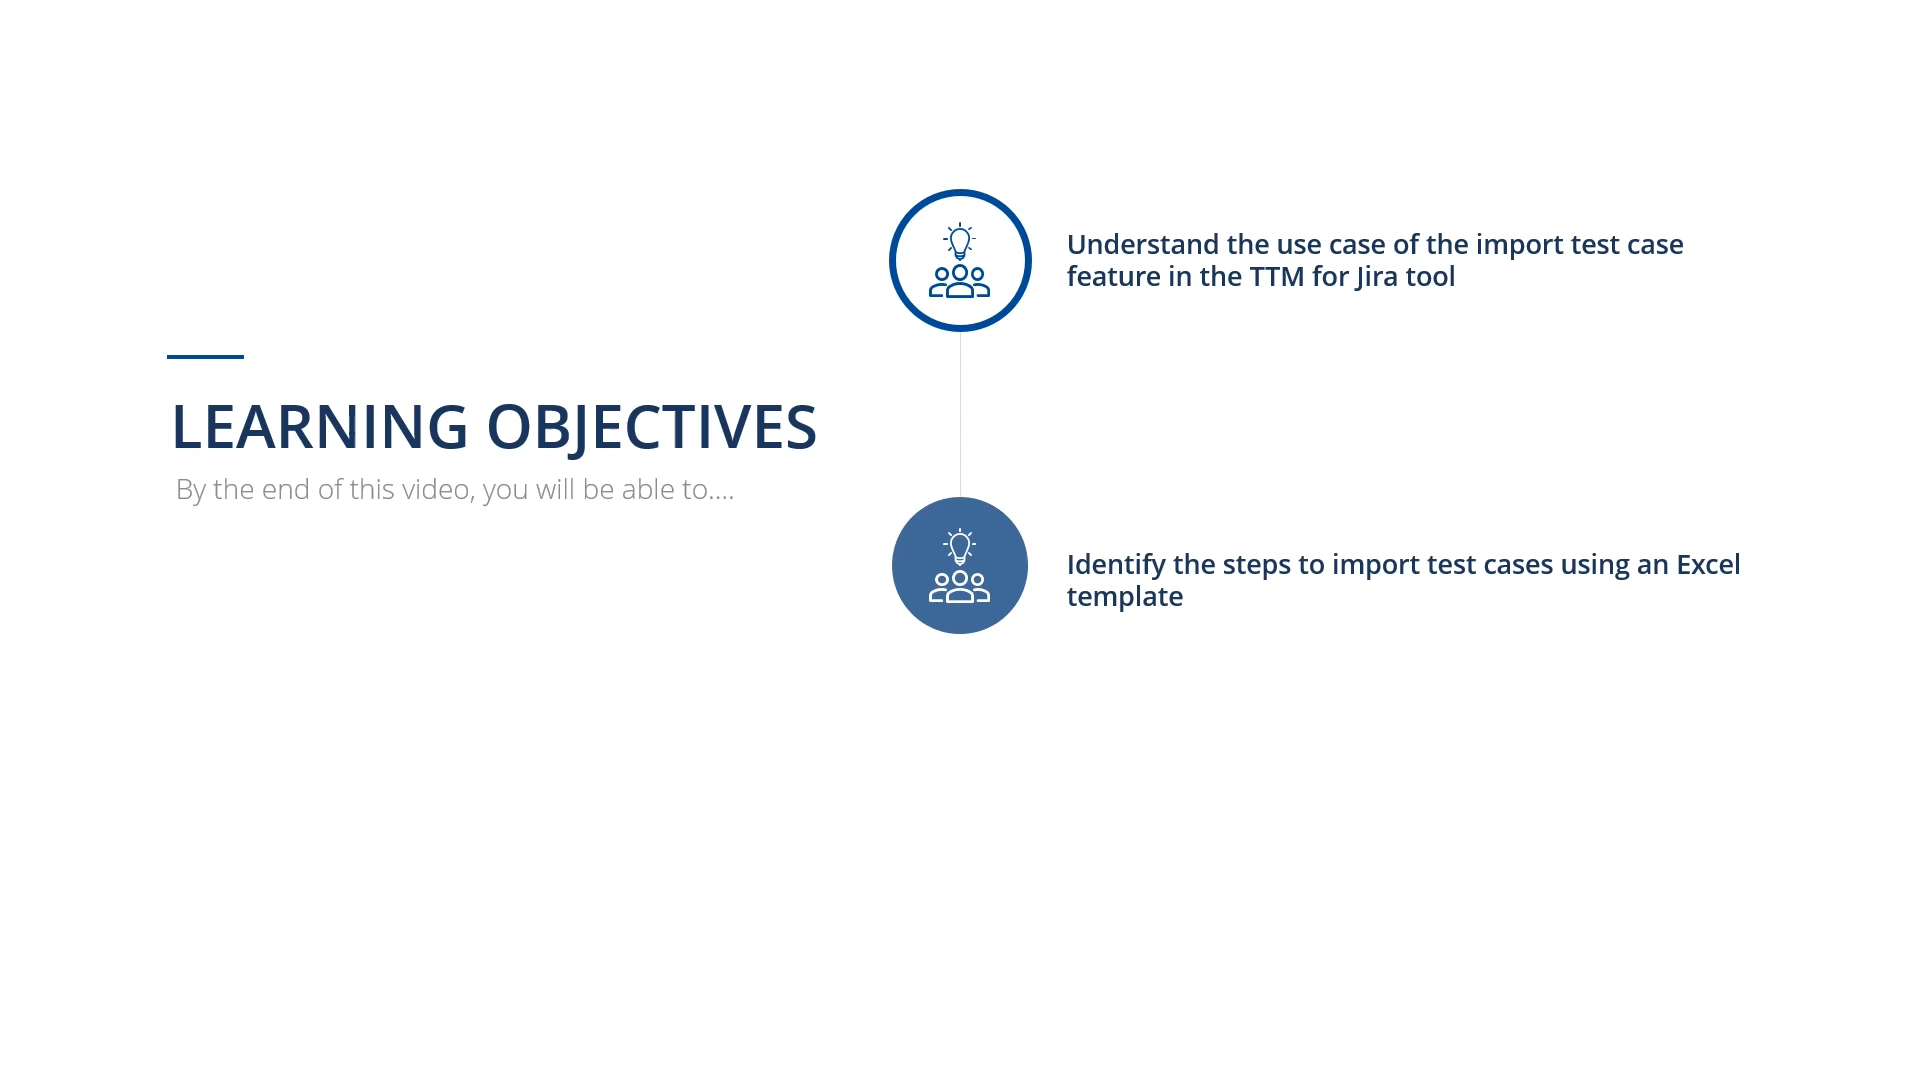 LEARNING OBJECTIVES
By the end of this video, you will be able to....
Understand the use case of the import test case
feature in the TTM for Jira tool
Identify the steps to import test cases using an Excel
template